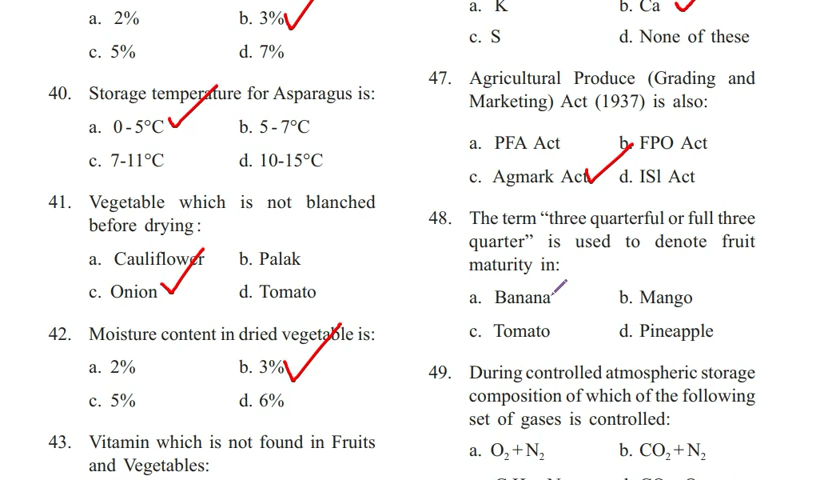 a. 2% b. 3%
c. 5% d. 7%
40. Storage temperature for Asparagus is:
a. 0-5°C b. 5-7°C
c. 7-11°C d. 10-15°C
41. Vegetable which is not blanched
before drying:
a. Cauliflower b. Palak
c. Onion d. Tomato
42. Moisture content in dried vegetable is:
a. 2% b. 3%
c. 5% d. 6%
43. Vitamin which is not found in Fruits
and Vegetables:
a. K b. Ca
c. S d. None of these
47. Agricultural Produce (Grading and
Marketing) Act (1937) is also:
a. PFA Act b. FPO Act
c. Agmark Act d. ISI Act
48. The term “three quarterful or full three
quarter” is used to denote fruit
maturity in:
a. Banana b. Mango
c. Tomato d. Pineapple
49. During controlled atmospheric storage
composition of which of the following
set of gases is controlled:
a. O₂+N₂ b. CO₂+N₂